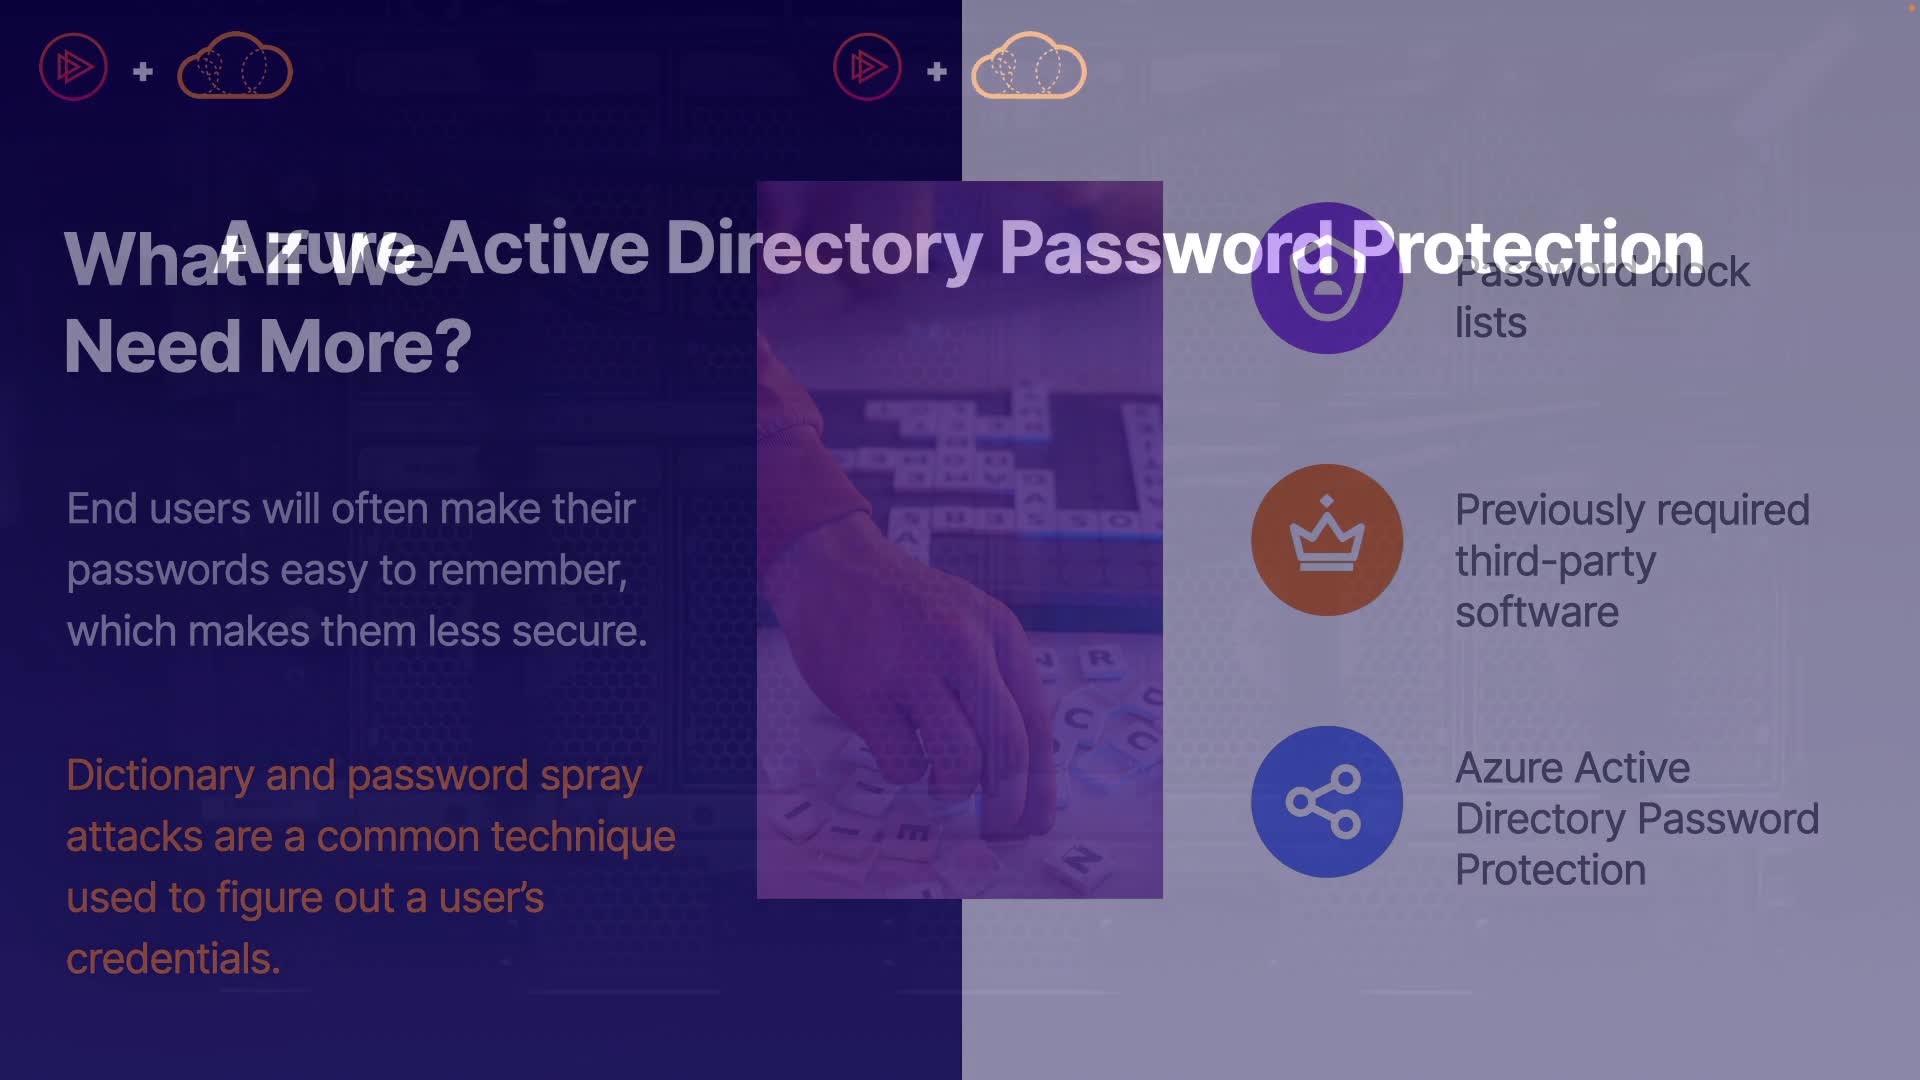 What If We
Need More?
Azure Active Directory Password Protection
End users will often make their
passwords easy to remember,
which makes them less secure.
Dictionary and password spray
attacks are a common technique
used to figure out a user’s
credentials.
Password block
lists
Previously required
third-party
software
Azure Active
Directory Password
Protection